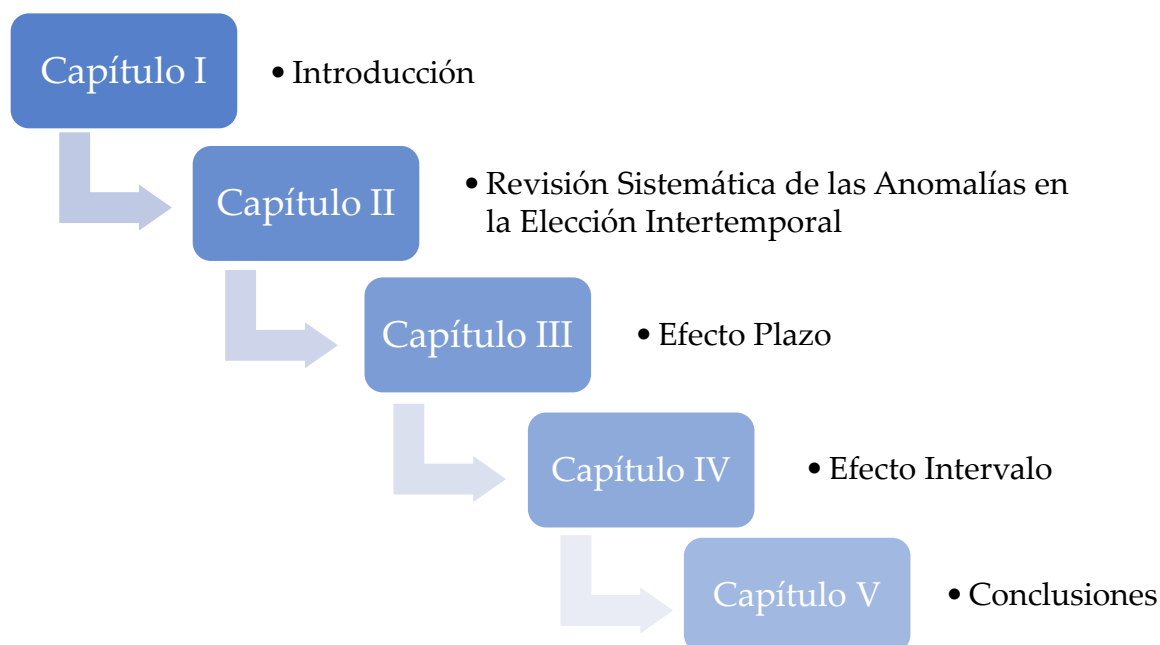 Capítulo I
• Introducción
Capítulo II
• Revisión Sistemática de las Anomalías en
la Elección Intertemporal
Capítulo III
• Efecto Plazo
Capítulo IV
• Efecto Intervalo
Capítulo V
• Conclusiones